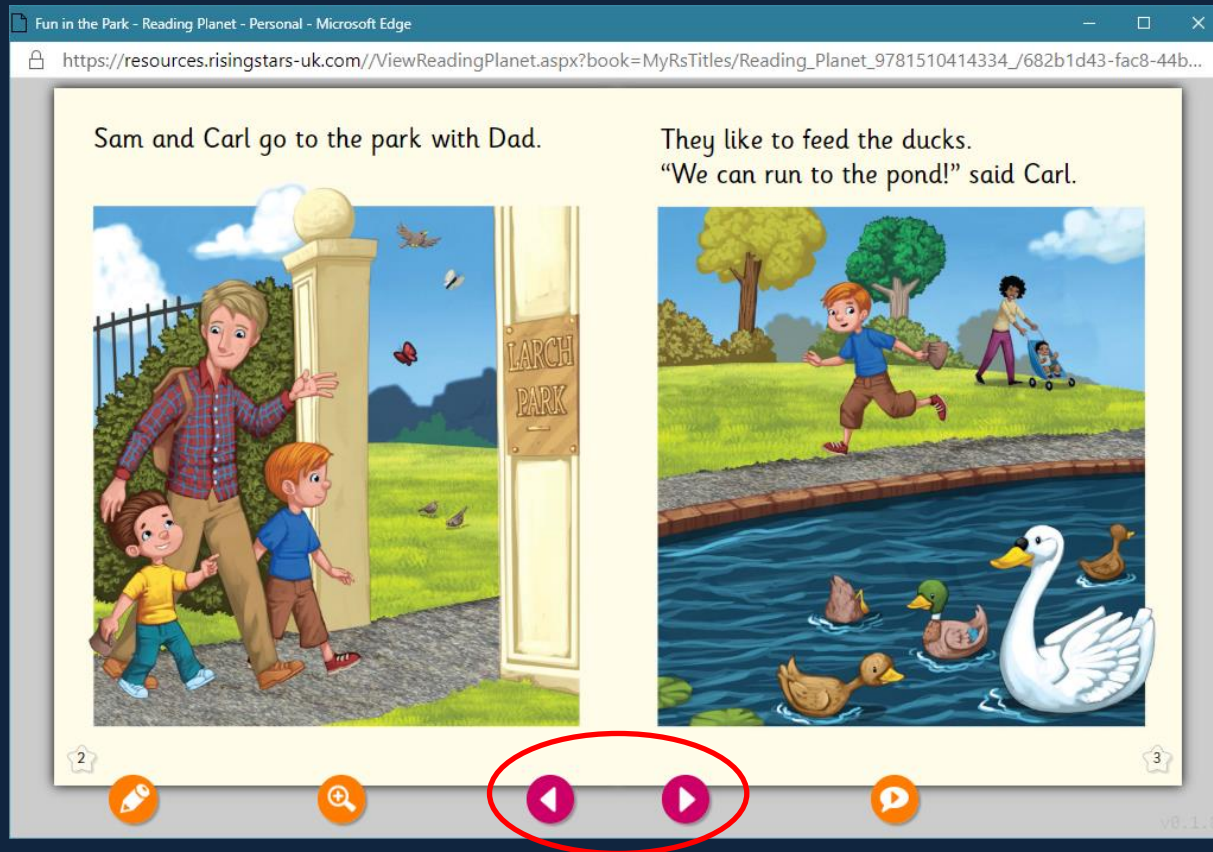 Fun in the Park - Reading Planet - Personal - Microsoft Edge
https://resources.risingstars-uk.com//ViewReadingPlanet.aspx?book=MyRsTitles/Reading_Planet_9781510414334_/682b1d43-fac8-44b...
Sam and Carl go to the park with Dad.
LARCH
PARK
2
They like to feed the ducks.
“We can run to the pond!” said Carl.
3